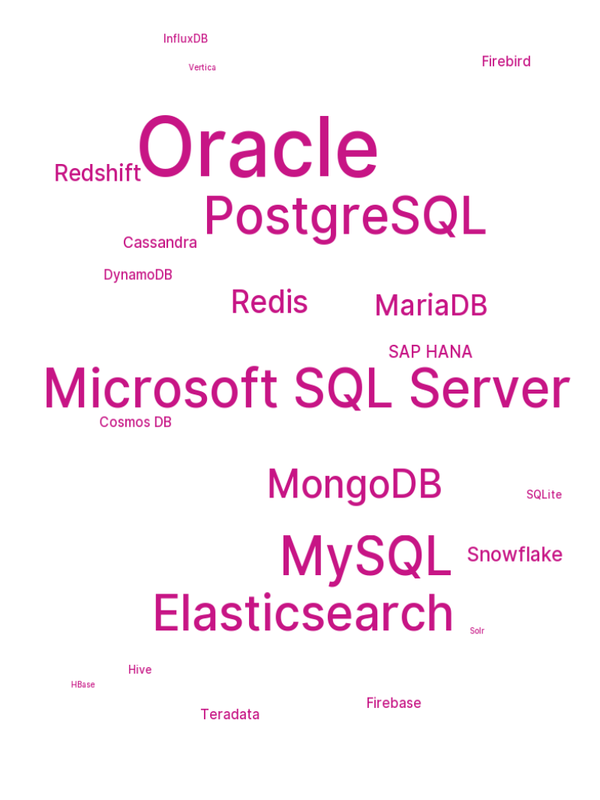 InfluxDB
Firebird
Vertica
Oracle
Redshift
PostgreSQL
Cassandra
DynamoDB
Redis
MariaDB
SAP HANA
Microsoft SQL Server
Cosmos DB
MongoDB
SQLite
MySQL
Snowflake
Elasticsearch
Solr
Hive
HBase
Firebase
Teradata